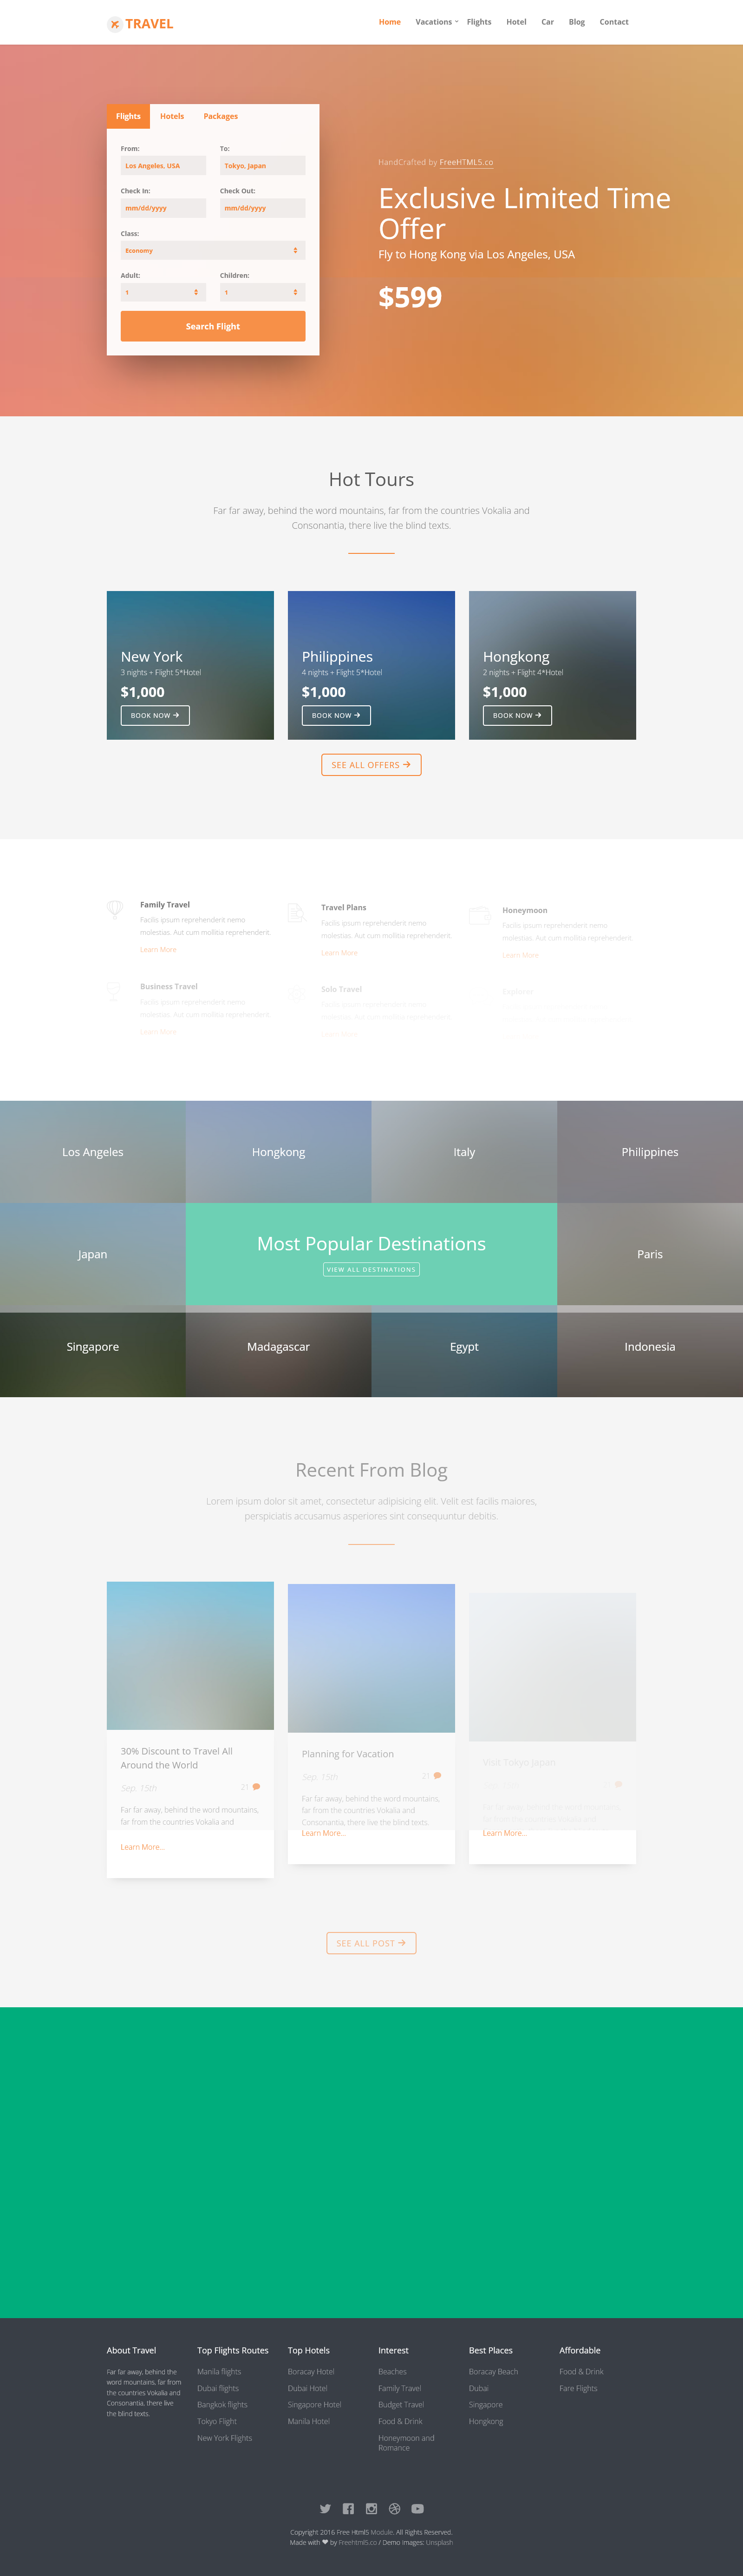 TRAVEL
Home Vacations Flights Hotel Car Blog Contact
Flights Hotels Packages
From: To:
Los Angeles, USA Tokyo, Japan
Check In: Check Out:
mm/dd/yyyy mm/dd/yyyy
Class:
Economy
Adult: Children:
1 1
Search Flight
HandCrafted by FreeHTML5.co
Exclusive Limited Time
Offer
Fly to Hong Kong via Los Angeles, USA
$599
Hot Tours
Far far away, behind the word mountains, far from the countries Vokalia and
Consonantia, there live the blind texts.
New York
3 nights + Flight 5*Hotel
$1,000
BOOK NOW
Philippines
4 nights + Flight 5*Hotel
$1,000
BOOK NOW
Hongkong
2 nights + Flight 4*Hotel
$1,000
BOOK NOW
SEE ALL OFFERS
Family Travel
Facilis ipsum reprehenderit nemo
molestias. Aut cum mollitia reprehenderit.
Learn More
Travel Plans
Facilis ipsum reprehenderit nemo
molestias. Aut cum mollitia reprehenderit.
Learn More
Honeymoon
Facilis ipsum reprehenderit nemo
molestias. Aut cum mollitia reprehenderit.
Learn More
Business Travel
Facilis ipsum reprehenderit nemo
molestias. Aut cum mollitia reprehenderit.
Learn More
Solo Travel
Facilis ipsum reprehenderit nemo
molestias. Aut cum mollitia reprehenderit.
Learn More
Los Angeles Hongkong Italy Philippines
Japan
Most Popular Destinations
VIEW ALL DESTINATIONS
Paris
Singapore Madagascar Egypt Indonesia
Recent From Blog
Lorem ipsum dolor sit amet, consectetur adipisicing elit. Velit est facilis maiores,
perspiciatis accusamus asperiores sint consequuntur debitis.
30% Discount to Travel All
Around the World
Sep. 15th 21
Far far away, behind the word mountains,
far from the countries Vokalia and
Learn More...
Planning for Vacation
Sep. 15th 21
Far far away, behind the word mountains,
far from the countries Vokalia and
Consonantia, there live the blind texts.
Learn More...
Visit Tokyo Japan
Learn More...
SEE ALL POST
About Travel
Far far away, behind the
word mountains, far from
the countries Vokalia and
Consonantia, there live
the blind texts.
Top Flights Routes
Manila flights
Dubai flights
Bangkok flights
Tokyo Flight
New York Flights
Top Hotels
Boracay Hotel
Dubai Hotel
Singapore Hotel
Manila Hotel
Interest
Beaches
Family Travel
Budget Travel
Food & Drink
Honeymoon and
Romance
Best Places
Boracay Beach
Dubai
Singapore
Hongkong
Affordable
Food & Drink
Fare Flights
Copyright 2016 Free Html5 Module. All Rights Reserved.
Made with ♥ by Freehtml5.co / Demo Images: Unsplash